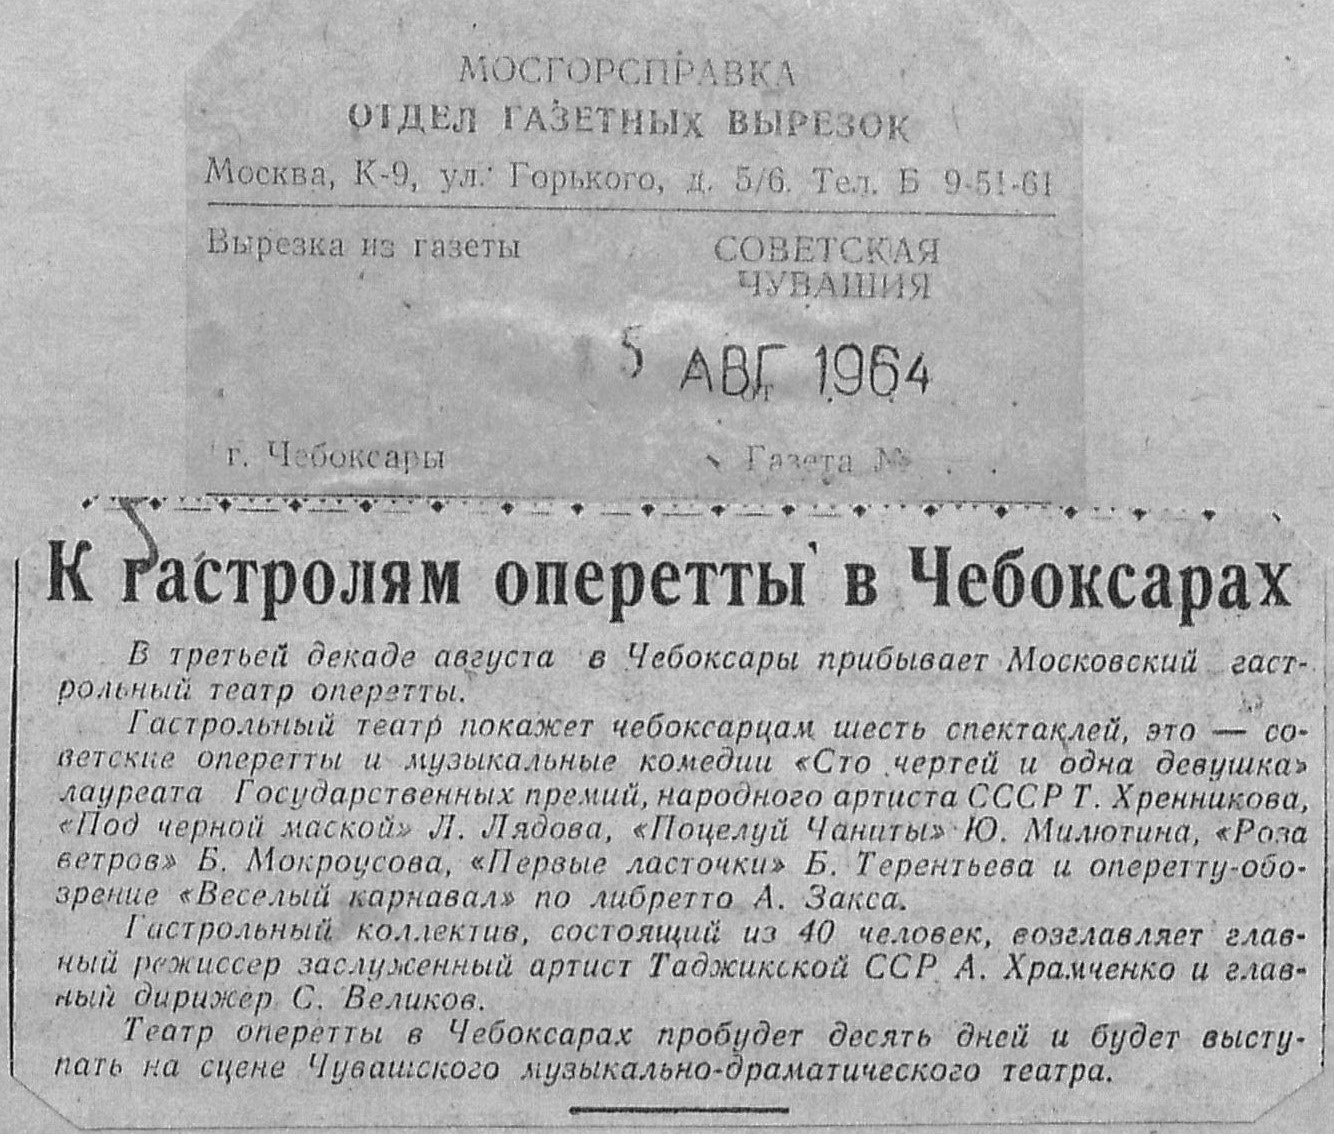 МОСГОРСПРАВКА
ОТДЕЛ ГАЗЕТНЫХ ВЫРЕЗОК
Москва, К-9, ул. Горького, д. 5/6. Тел. Б 9-51-61
Вырезка из газеты
СОВЕТСКАЯ
ЧУВАШИЯ
5 АВГ 1964
от
г. Чебоксары
Газета №
К гастролям оперетты в Чебоксарах
В третьей декаде августа в Чебоксары прибывает Московский гаст-
рольный театр оперетты.
Гастрольный театр покажет чебоксарцам шесть спектаклей, это — со-
ветские оперетты и музыкальные комедии «Сто чертей и одна девушка»
лауреата Государственных премий, народного артиста СССР Т. Хренникова,
«Под черной маской» Л. Лядова, «Поцелуй Чаниты» Ю. Милютина, «Роза
ветров» Б. Мокроусова, «Первые ласточки» Б. Терентьева и оперетту-обо-
зрение «Веселый карнавал» по либретто А. Закса.
Гастрольный коллектив, состоящий из 40 человек, возглавляет глав-
ный режиссер заслуженный артист Таджикской ССР А. Храмченко и глав-
ный дирижер С. Великов.
Театр оперетты в Чебоксарах пробудет десять дней и будет высту-
пать на сцене Чувашского музыкально-драматического театра.